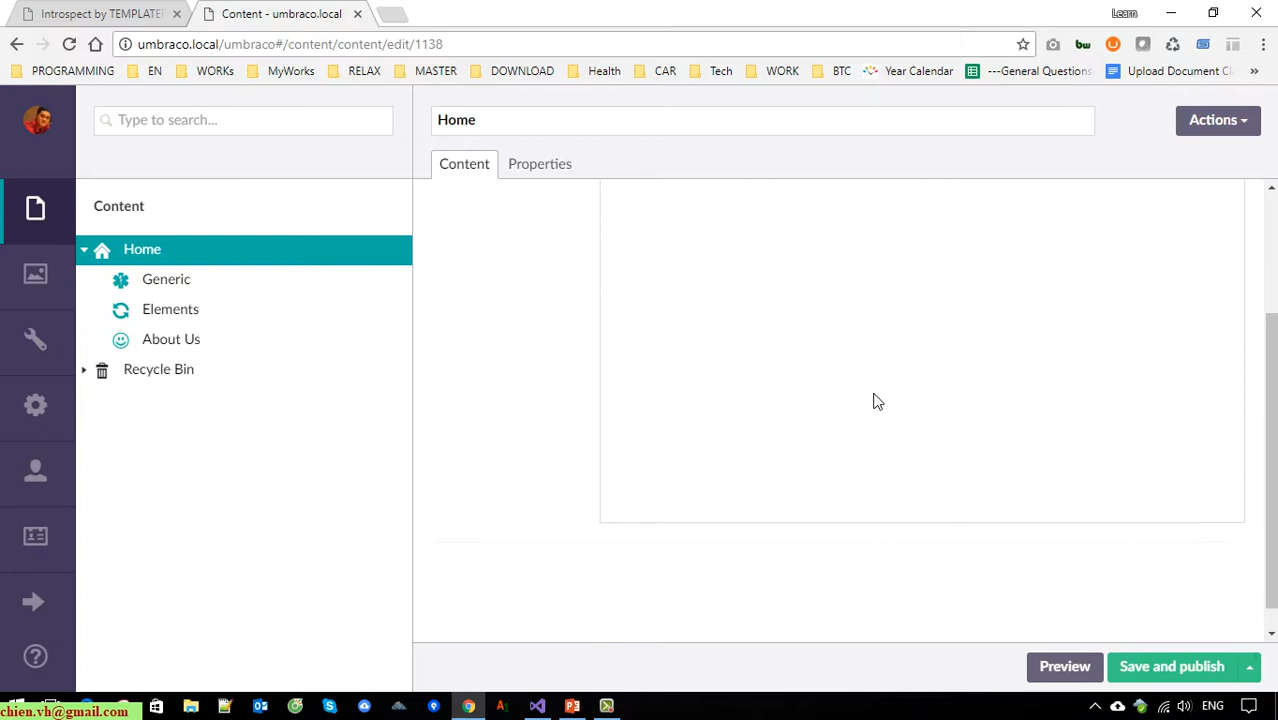 Introspect by TEMPLATE
Content - umbraco.local
Learn
umbraco.local/umbraco#/content/content/edit/1138
PROGRAMMING
EN
WORKs
MyWorks
RELAX
MASTER
DOWNLOAD
Health
CAR
Tech
WORK
BTC
Year Calendar
---General Questions
Upload Document Cl
Type to search...
Home
Actions
Content
Properties
Content
Home
Generic
Elements
About Us
Recycle Bin
Preview
Save and publish
ENG
chien.vh@gmail.com